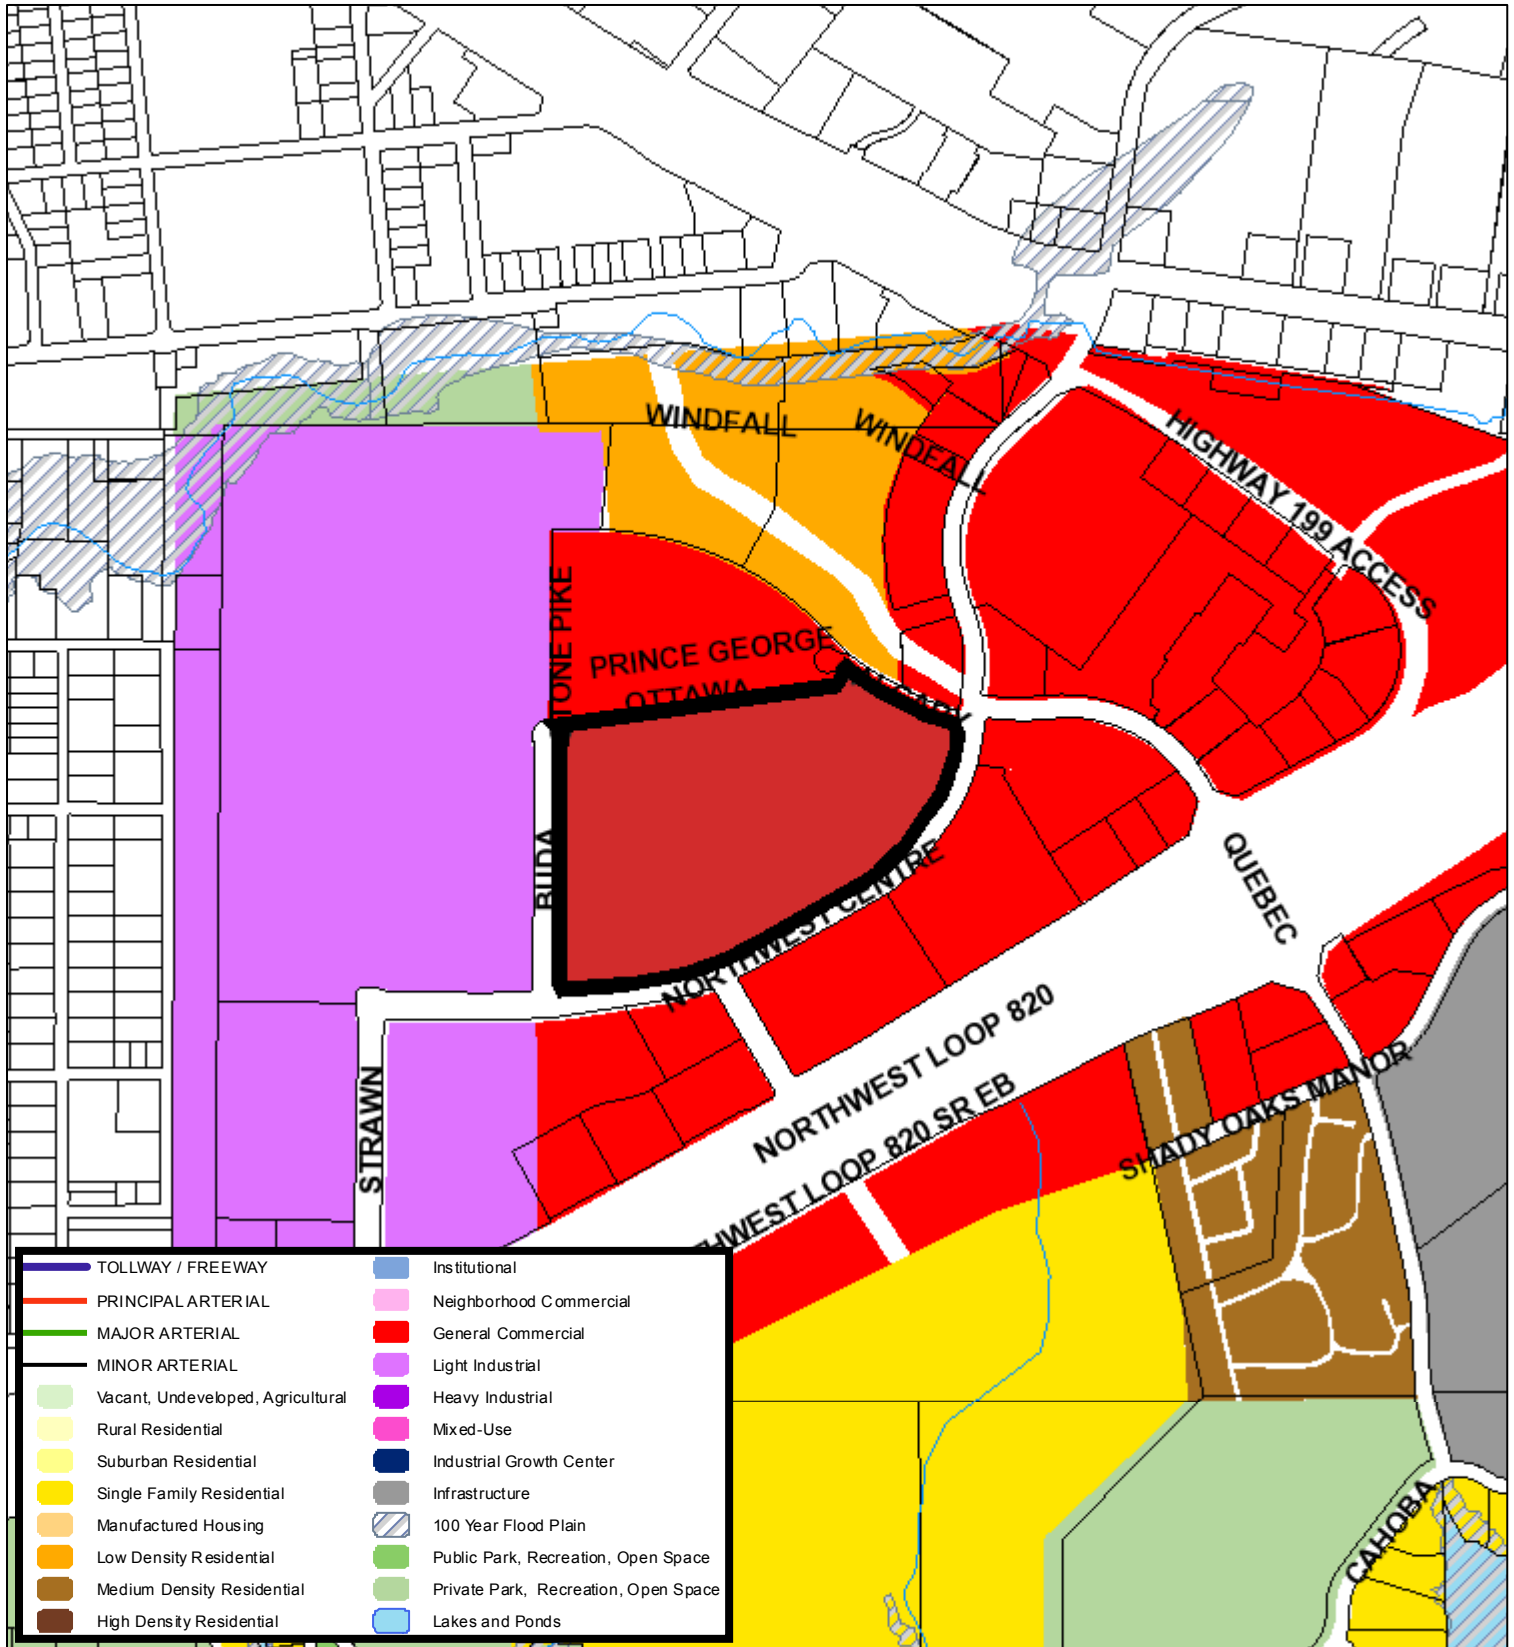 WINDFALL
WINDFALL
HIGHWAY 199 ACCESS
TONE PIKE
PRINCE GEORGE
OTTAWA
BUDA
NORTHWEST CENTRE
QUEBEC
NORTHWEST LOOP 820
THWEST LOOP 820 SR EB
SHADY OAKS MANOR
STRAWN
CAHOBA
TOLLWAY / FREEWAY
PRINCIPAL ARTERIAL
MAJOR ARTERIAL
MINOR ARTERIAL
Vacant, Undeveloped, Agricultural
Rural Residential
Suburban Residential
Single Family Residential
Manufactured Housing
Low Density Residential
Medium Density Residential
High Density Residential
Institutional
Neighborhood Commercial
General Commercial
Light Industrial
Heavy Industrial
Mixed-Use
Industrial Growth Center
Infrastructure
100 Year Flood Plain
Public Park, Recreation, Open Space
Private Park, Recreation, Open Space
Lakes and Ponds